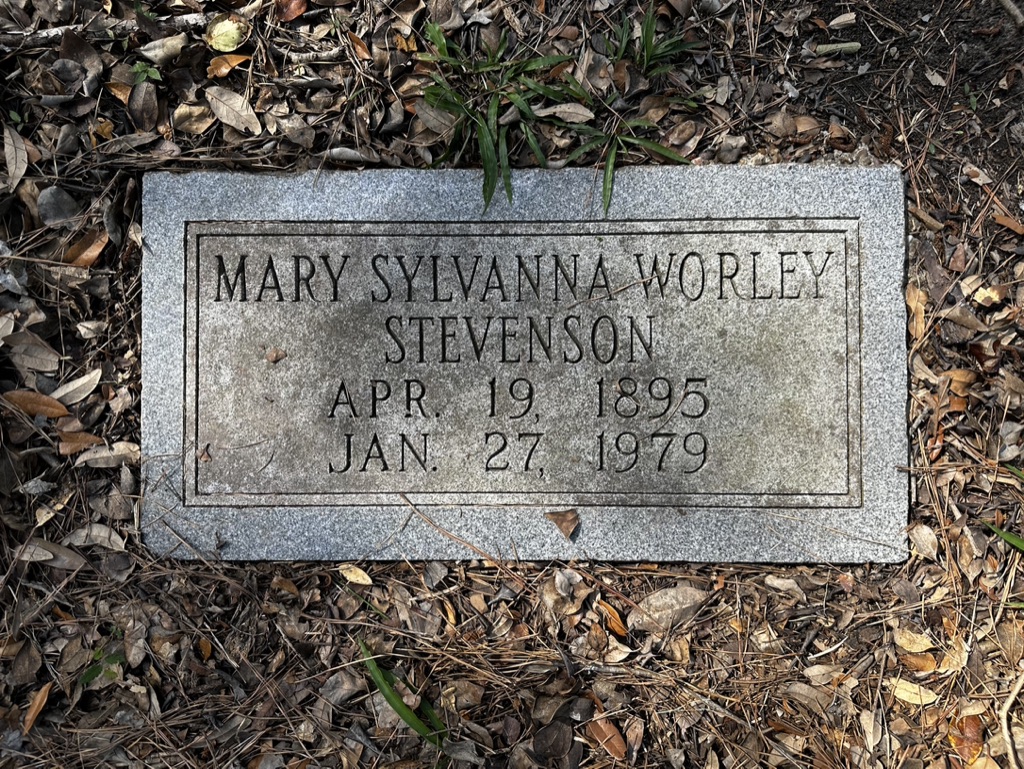 MARY SYLVANNA WORLEY
STEVENSON
APR. 19, 1895
JAN. 27, 1979